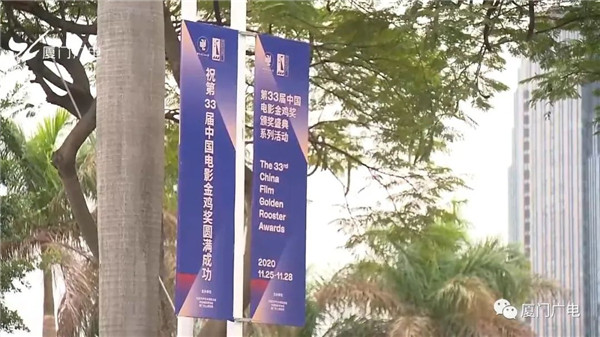 厦门广电
祝第33届中国电影金鸡奖圆满成功
第33届中国
电影金鸡奖
颁奖盛典
系列活动
The 33rd
China
Film
Golden
Rooster
Awards
2020
11.25-11.28
厦门广电